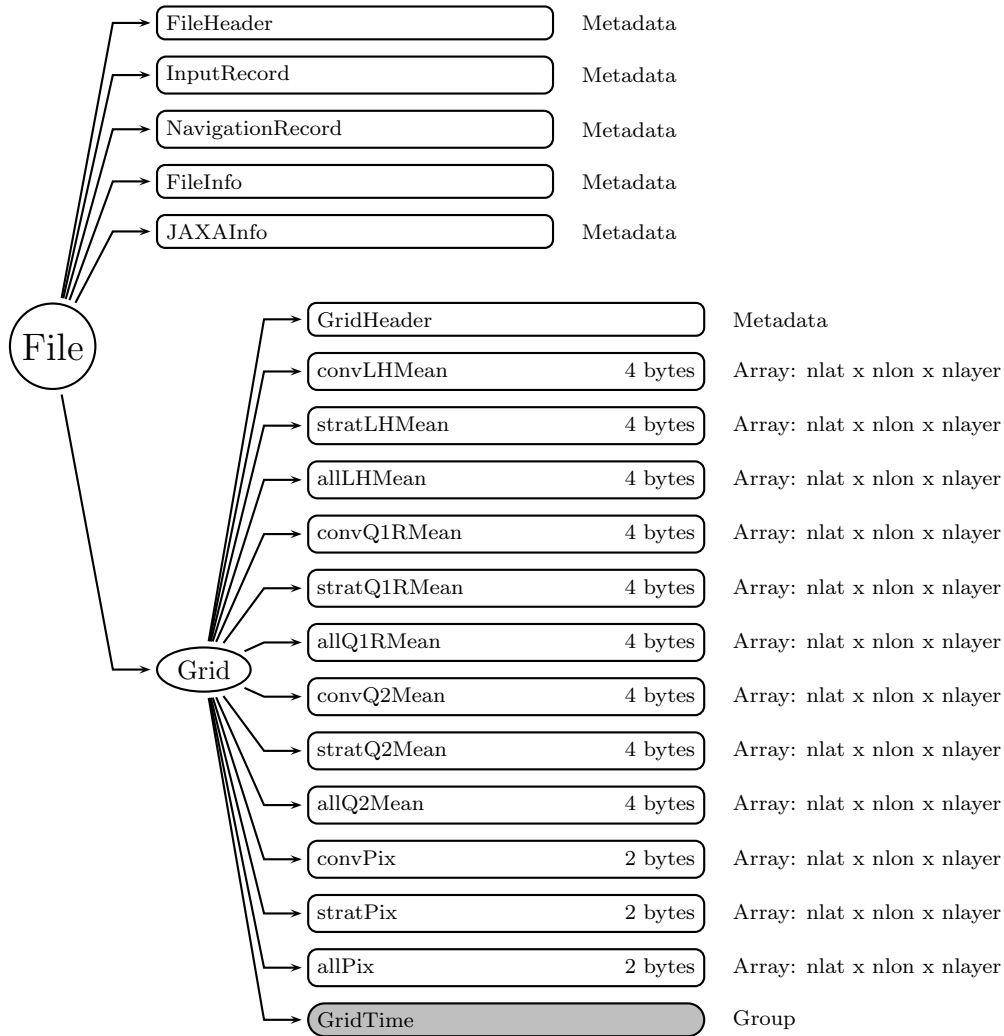 FileHeader Metadata
InputRecord Metadata
NavigationRecord Metadata
FileInfo Metadata
JAXAInfo Metadata
File
GridHeader Metadata
convLHMean 4 bytes Array: nlat x nlon x nlayer
stratLHMean 4 bytes Array: nlat x nlon x nlayer
allLHMean 4 bytes Array: nlat x nlon x nlayer
convQ1RMean 4 bytes Array: nlat x nlon x nlayer
stratQ1RMean 4 bytes Array: nlat x nlon x nlayer
allQ1RMean 4 bytes Array: nlat x nlon x nlayer
Grid
convQ2Mean 4 bytes Array: nlat x nlon x nlayer
stratQ2Mean 4 bytes Array: nlat x nlon x nlayer
allQ2Mean 4 bytes Array: nlat x nlon x nlayer
convPix 2 bytes Array: nlat x nlon x nlayer
stratPix 2 bytes Array: nlat x nlon x nlayer
allPix 2 bytes Array: nlat x nlon x nlayer
GridTime Group